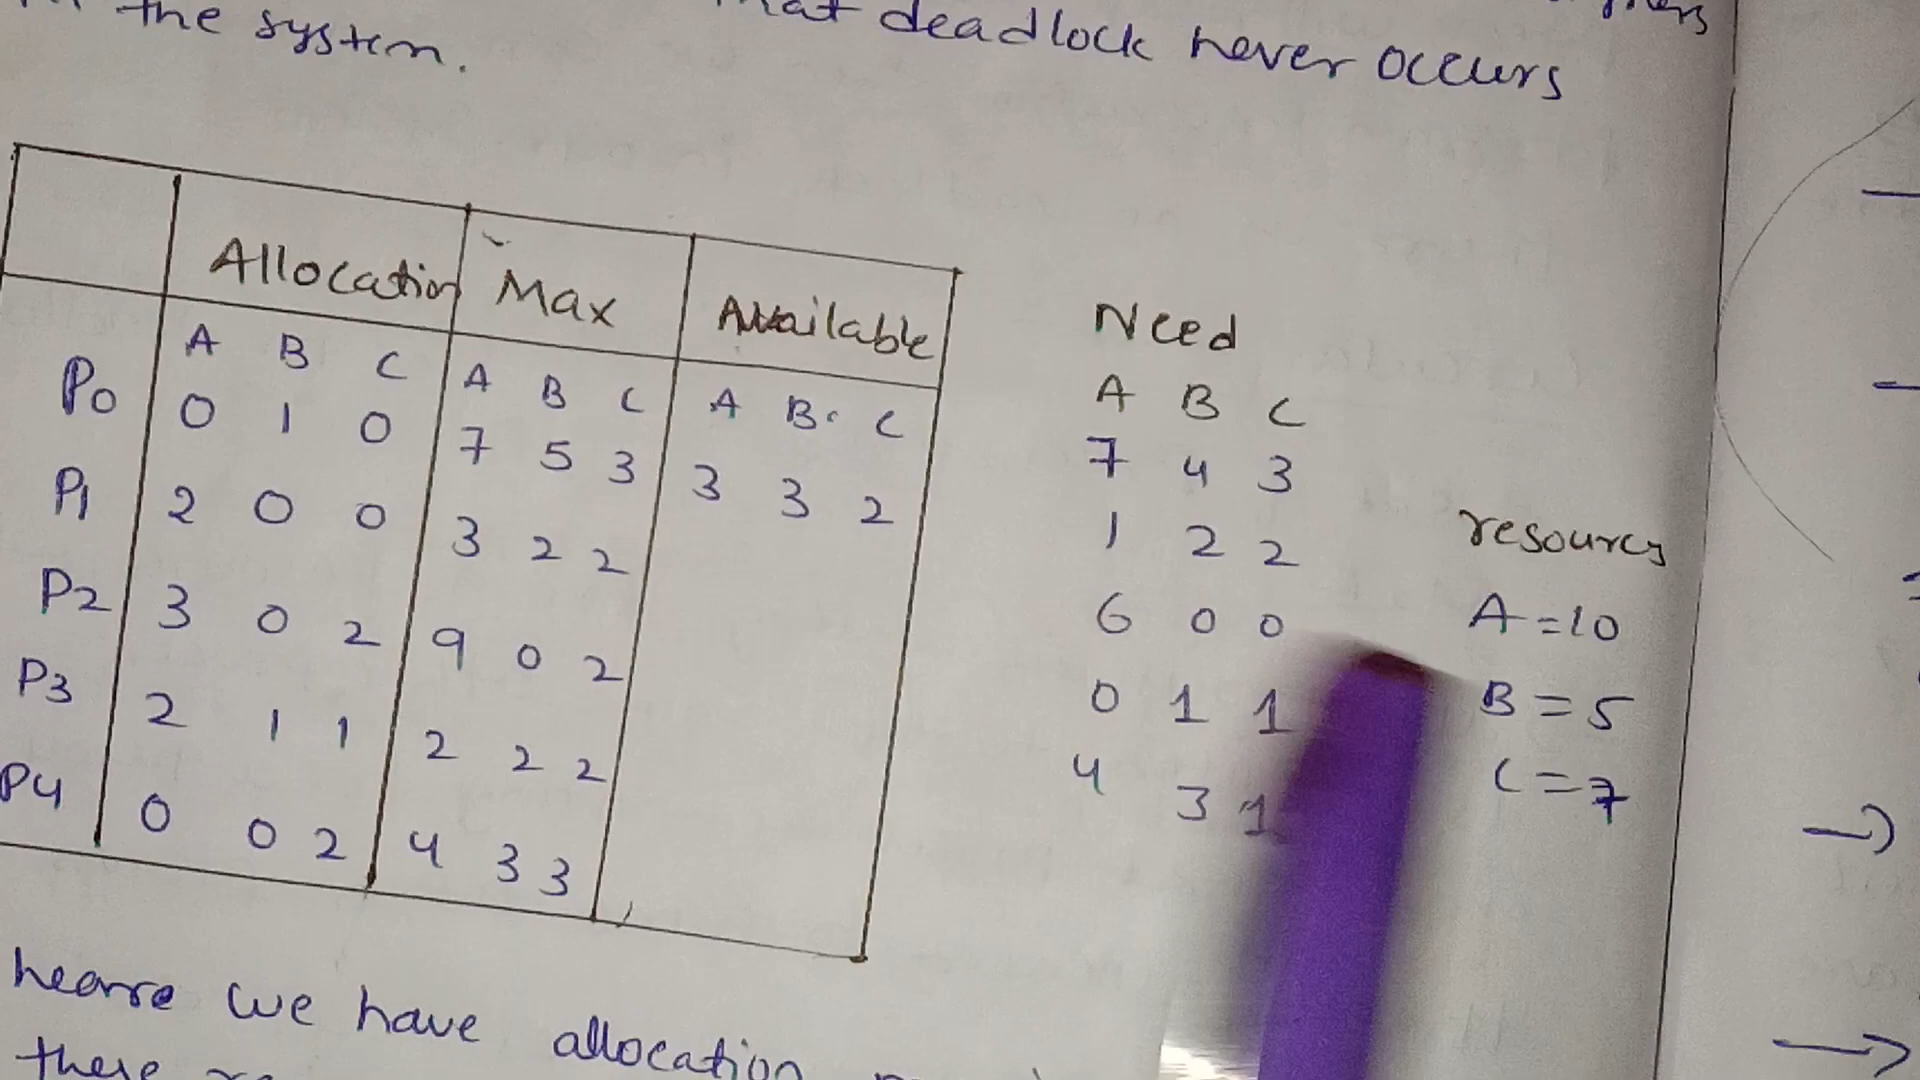 the system.
that deadlock never occurs
Allocation Max Available
A B C A B C A B C
P0 0 1 0 7 5 3 3 3 2
P1 2 0 0 3 2 2
P2 3 0 2 9 0 2
P3 2 1 1 2 2 2
P4 0 0 2 4 3 3
Need
A B C
7 4 3
1 2 2
6 0 0
0 1 1
4 3 1
resources
A =10
B = 5
C = 7
hearre we have allocation
these